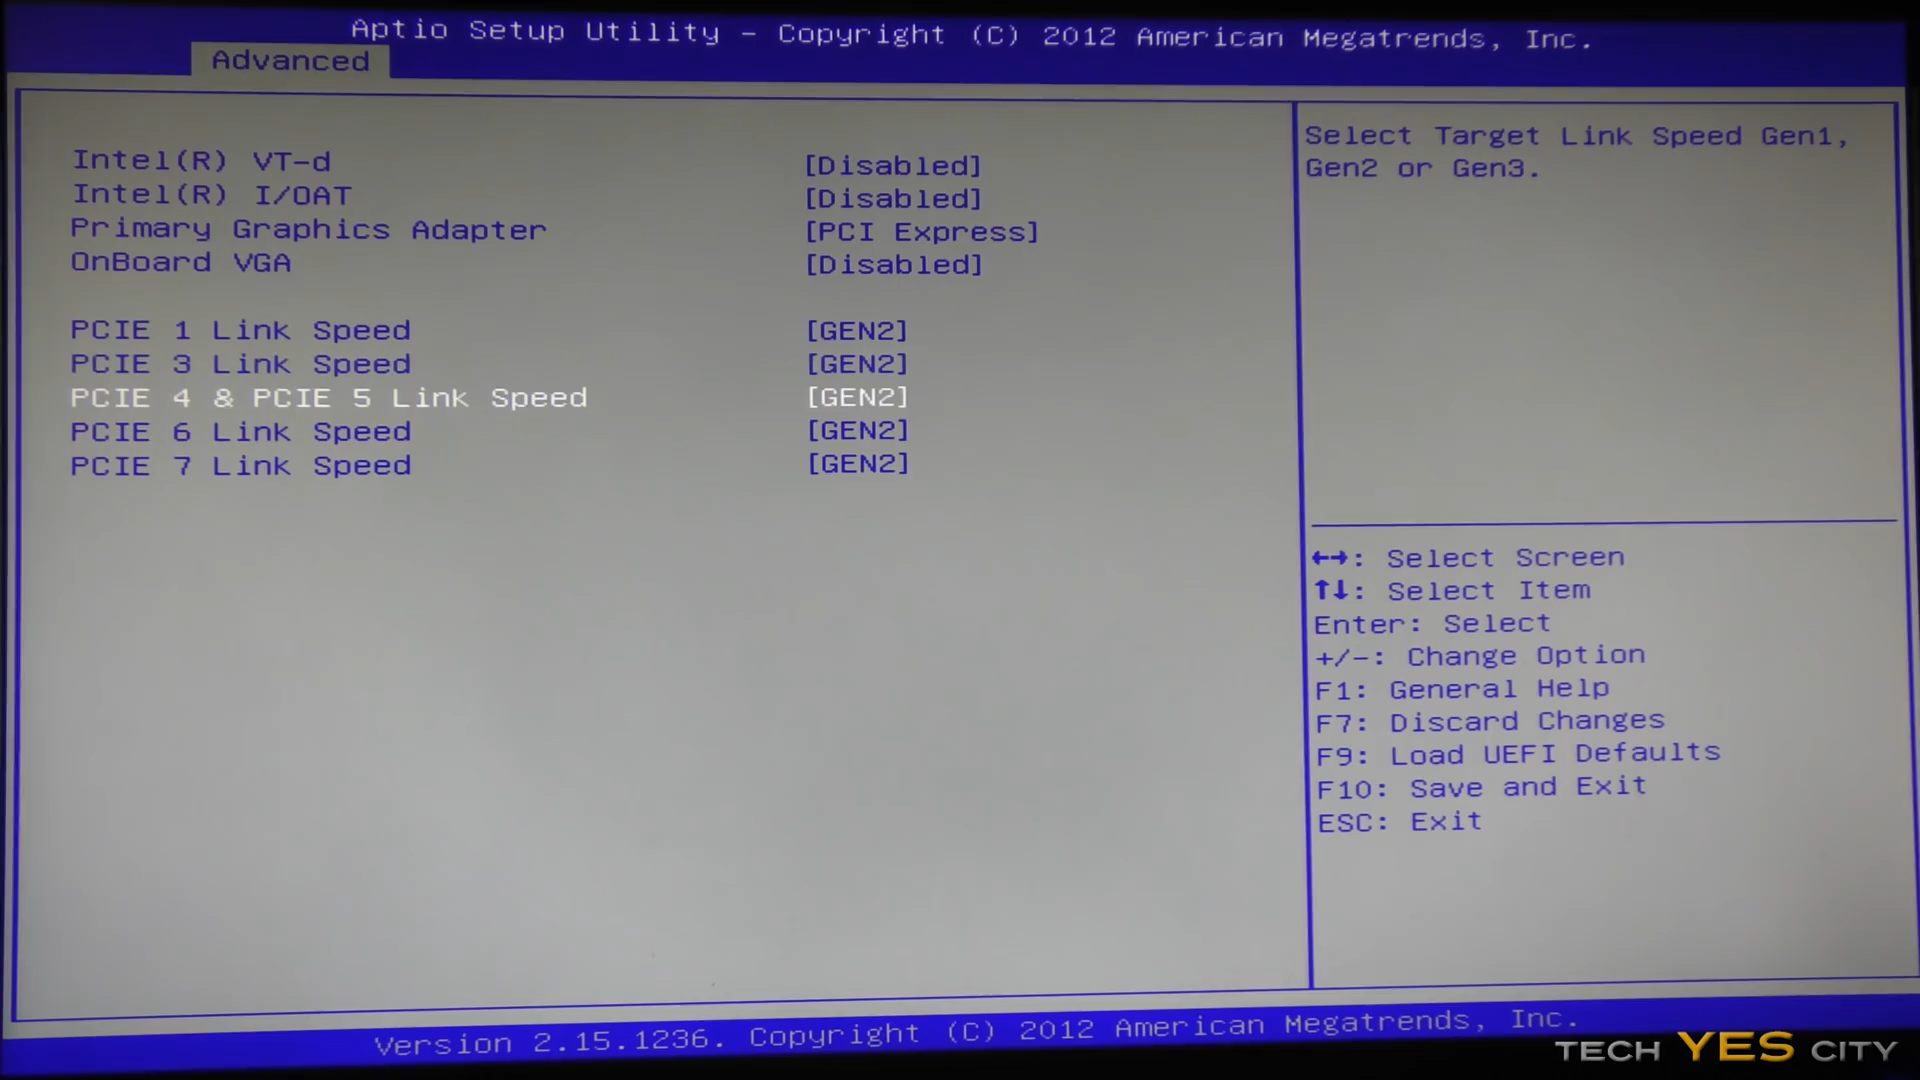 Aptio Setup Utility - Copyright (C) 2012 American Megatrends, Inc.
Advanced
Intel(R) VT-d [Disabled]
Intel(R) I/OAT [Disabled]
Primary Graphics Adapter [PCI Express]
OnBoard VGA [Disabled]
PCIE 1 Link Speed [GEN2]
PCIE 3 Link Speed [GEN2]
PCIE 4 & PCIE 5 Link Speed [GEN2]
PCIE 6 Link Speed [GEN2]
PCIE 7 Link Speed [GEN2]
Select Target Link Speed Gen1,
Gen2 or Gen3.
←→: Select Screen
↑↓: Select Item
Enter: Select
+/-: Change Option
F1: General Help
F7: Discard Changes
F9: Load UEFI Defaults
F10: Save and Exit
ESC: Exit
Version 2.15.1236. Copyright (C) 2012 American Megatrends, Inc.
TECH YES CITY